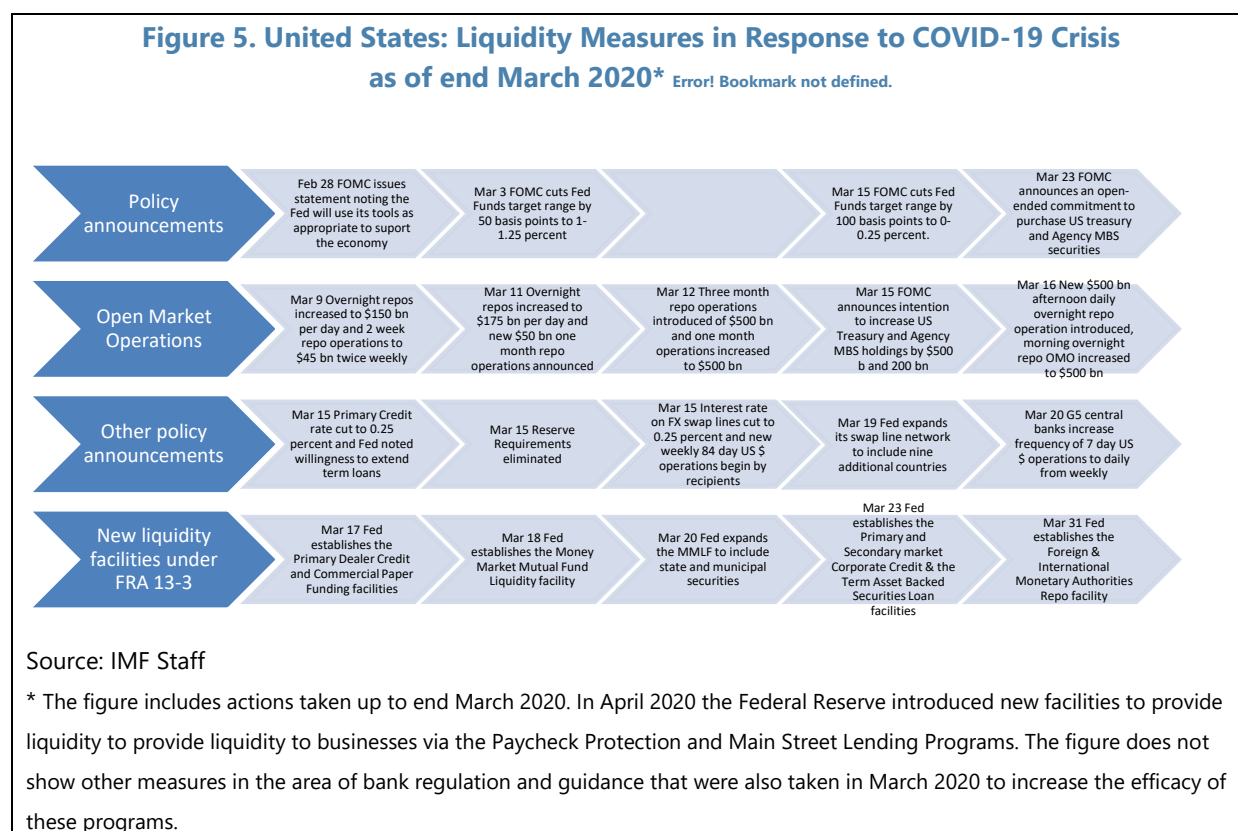 Figure 5. United States: Liquidity Measures in Response to COVID-19 Crisis
as of end March 2020* Error! Bookmark not defined.
Policy
announcements
Feb 28 FOMC issues
statement noting the
Fed will use its tools as
appropriate to suport the
economy
Mar 3 FOMC cuts Fed
Funds target range by
50 basis points to 1-
1.25 percent
Mar 15 FOMC cuts Fed
Funds target range by
100 basis points to 0-
0.25 percent.
Mar 23 FOMC
announces an open-
ended commitment to
purchase US treasury
and Agency MBS
securities
Open Market
Operations
Mar 9 Overnight repos
increased to $150 bn
per day and 2 week
repo operations to
$45 bn twice weekly
Mar 11 Overnight
repos increased to
$175 bn per day and
new $50 bn one
month repo
operations announced
Mar 12 Three month
repo operations
introduced of $500 bn
and one month
operations increased
to $500 bn
Mar 15 FOMC
announces intention
to increase US
Treasury and Agency
MBS holdings by $500
b and 200 bn
Mar 16 New $500 bn
afternoon daily
overnight repo
operation introduced,
morning overnight
repo OMO increased
to $500 bn
Other policy
announcements
Mar 15 Primary Credit
rate cut to 0.25
percent and Fed noted
willingness to extend
term loans
Mar 15 Reserve
Requirements
eliminated
Mar 15 Interest rate
on FX swap lines cut to
0.25 percent and new
weekly 84 day US $
operations begin by
recipients
Mar 19 Fed expands
its swap line network
to include nine
additional countries
Mar 20 G5 central
banks increase
frequency of 7 day US
$ operations to daily
from weekly
New liquidity
facilities under
FRA 13-3
Mar 17 Fed
establishes the
Primary Dealer Credit
and Commercial Paper
Funding facilities
Mar 18 Fed
establishes the Money
Market Mutual Fund
Liquidity facility
Mar 20 Fed expands
the MMLF to include
state and municipal
securities
Mar 23 Fed
establishes the
Primary and
Secondary market
Corporate Credit & the
Term Asset Backed
Securities Loan
facilities
Mar 31 Fed
establishes the
Foreign &
International
Monetary Authorities
Repo facility
Source: IMF Staff
* The figure includes actions taken up to end March 2020. In April 2020 the Federal Reserve introduced new facilities to provide
liquidity to provide liquidity to businesses via the Paycheck Protection and Main Street Lending Programs. The figure does not
show other measures in the area of bank regulation and guidance that were also taken in March 2020 to increase the efficacy of
these programs.